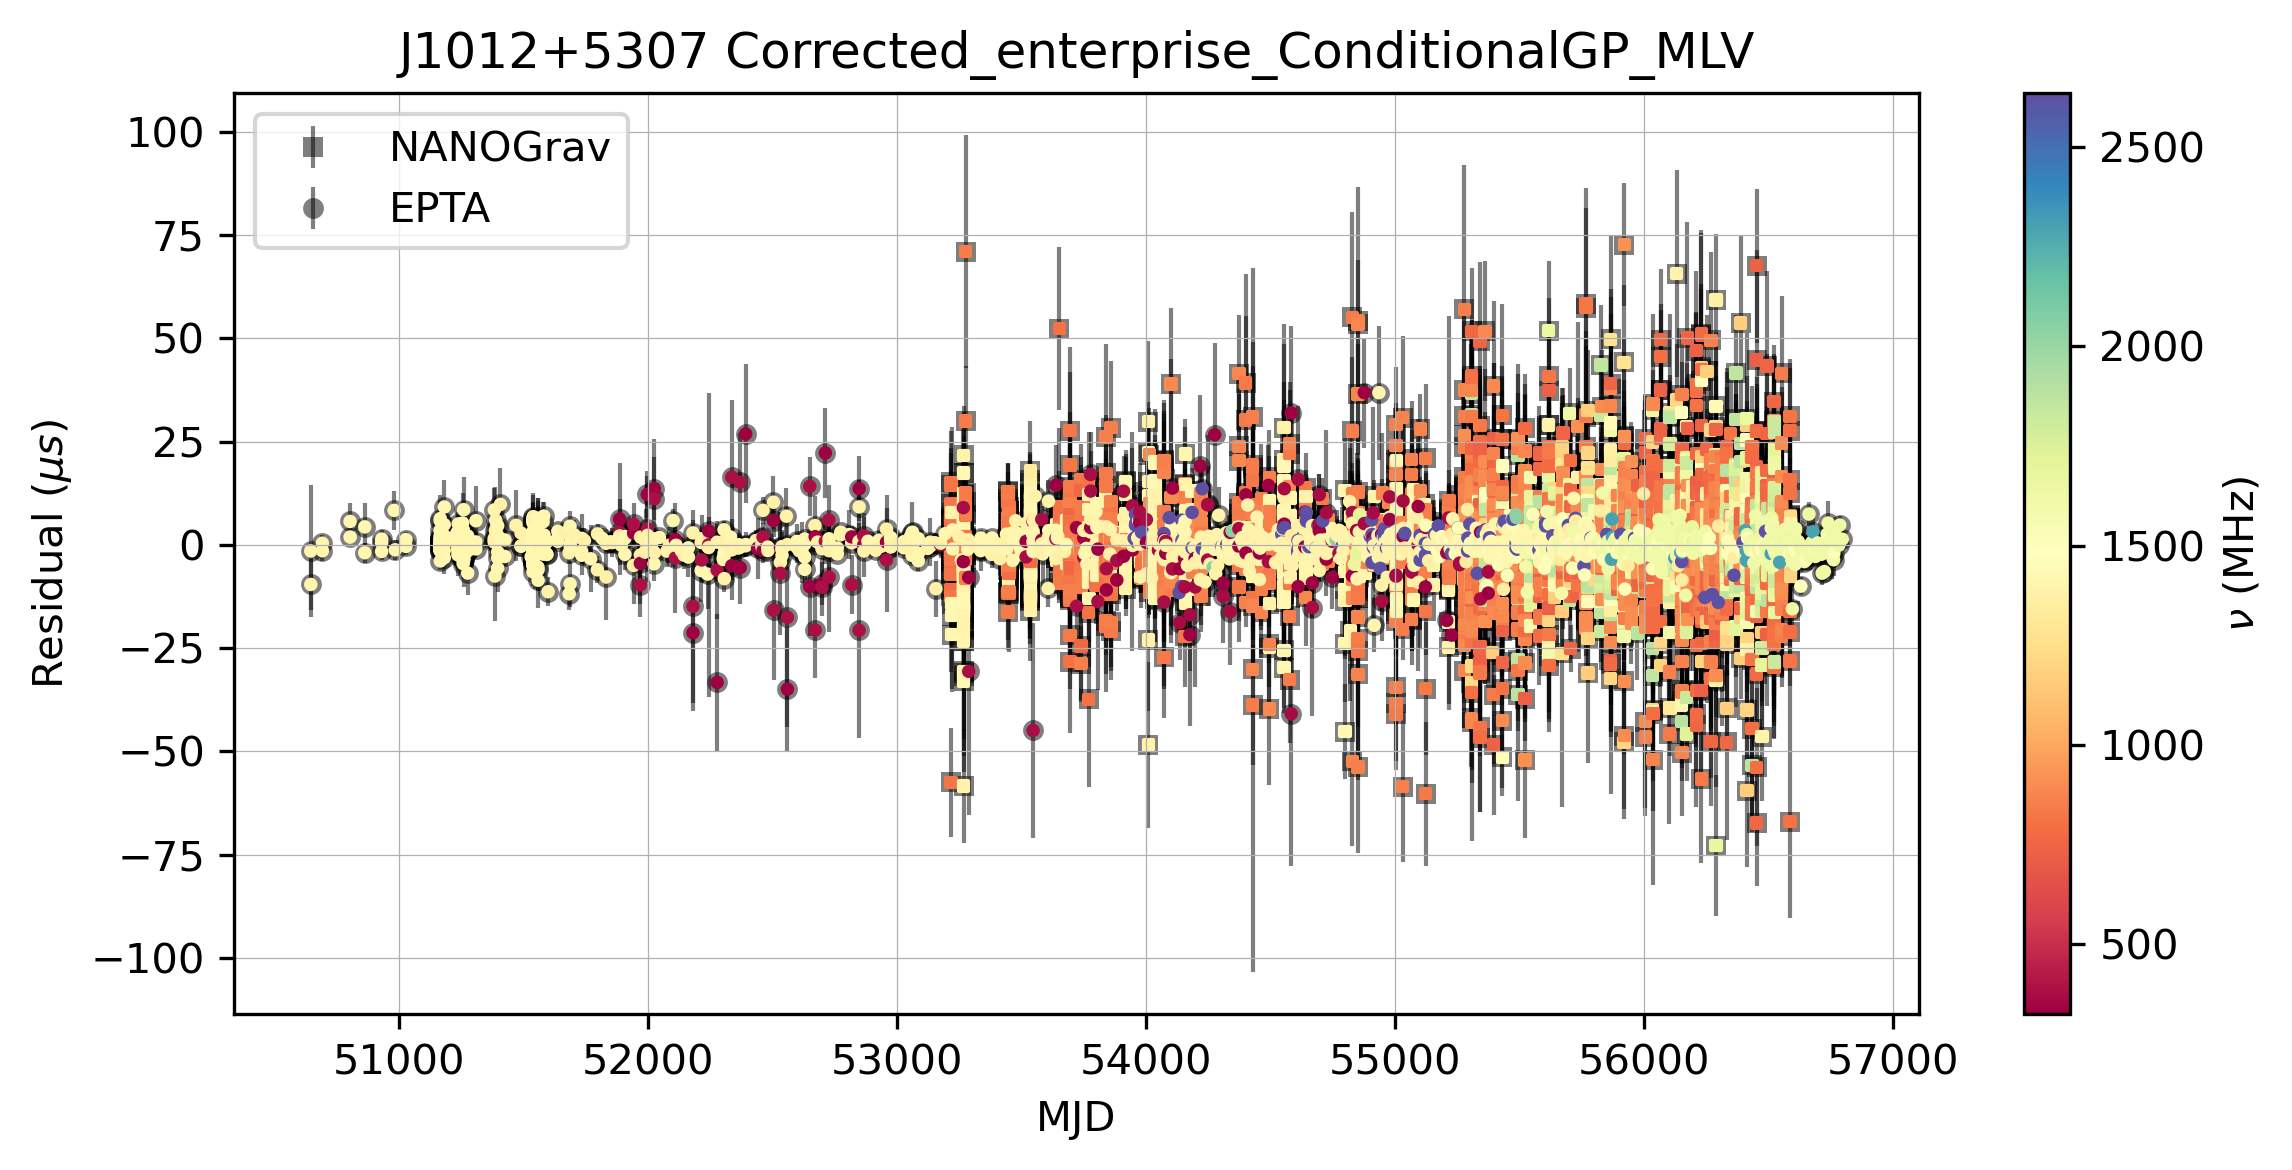 J1012+5307 Corrected_enterprise_ConditionalGP_MLV
NANOGrav
EPTA
100
75
50
25
0
−25
−50
−75
−100
Residual (μs)
51000 52000 53000 54000 55000 56000 57000
MJD
2500
2000
1500
1000
500
ν (MHz)